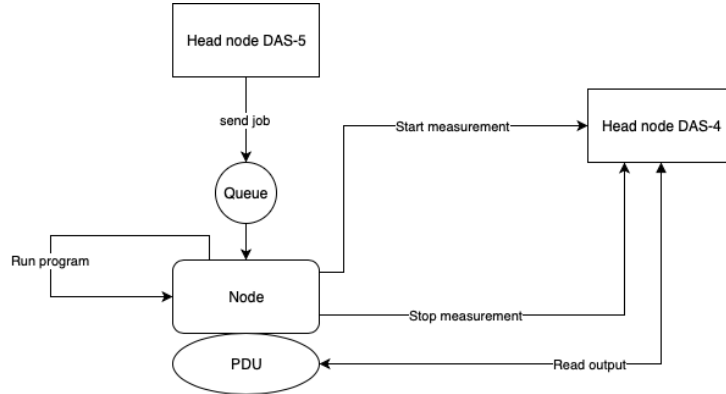 Head node DAS-5
send job
Start measurement
Head node DAS-4
Queue
Run program
Node
Stop measurement
PDU
Read output